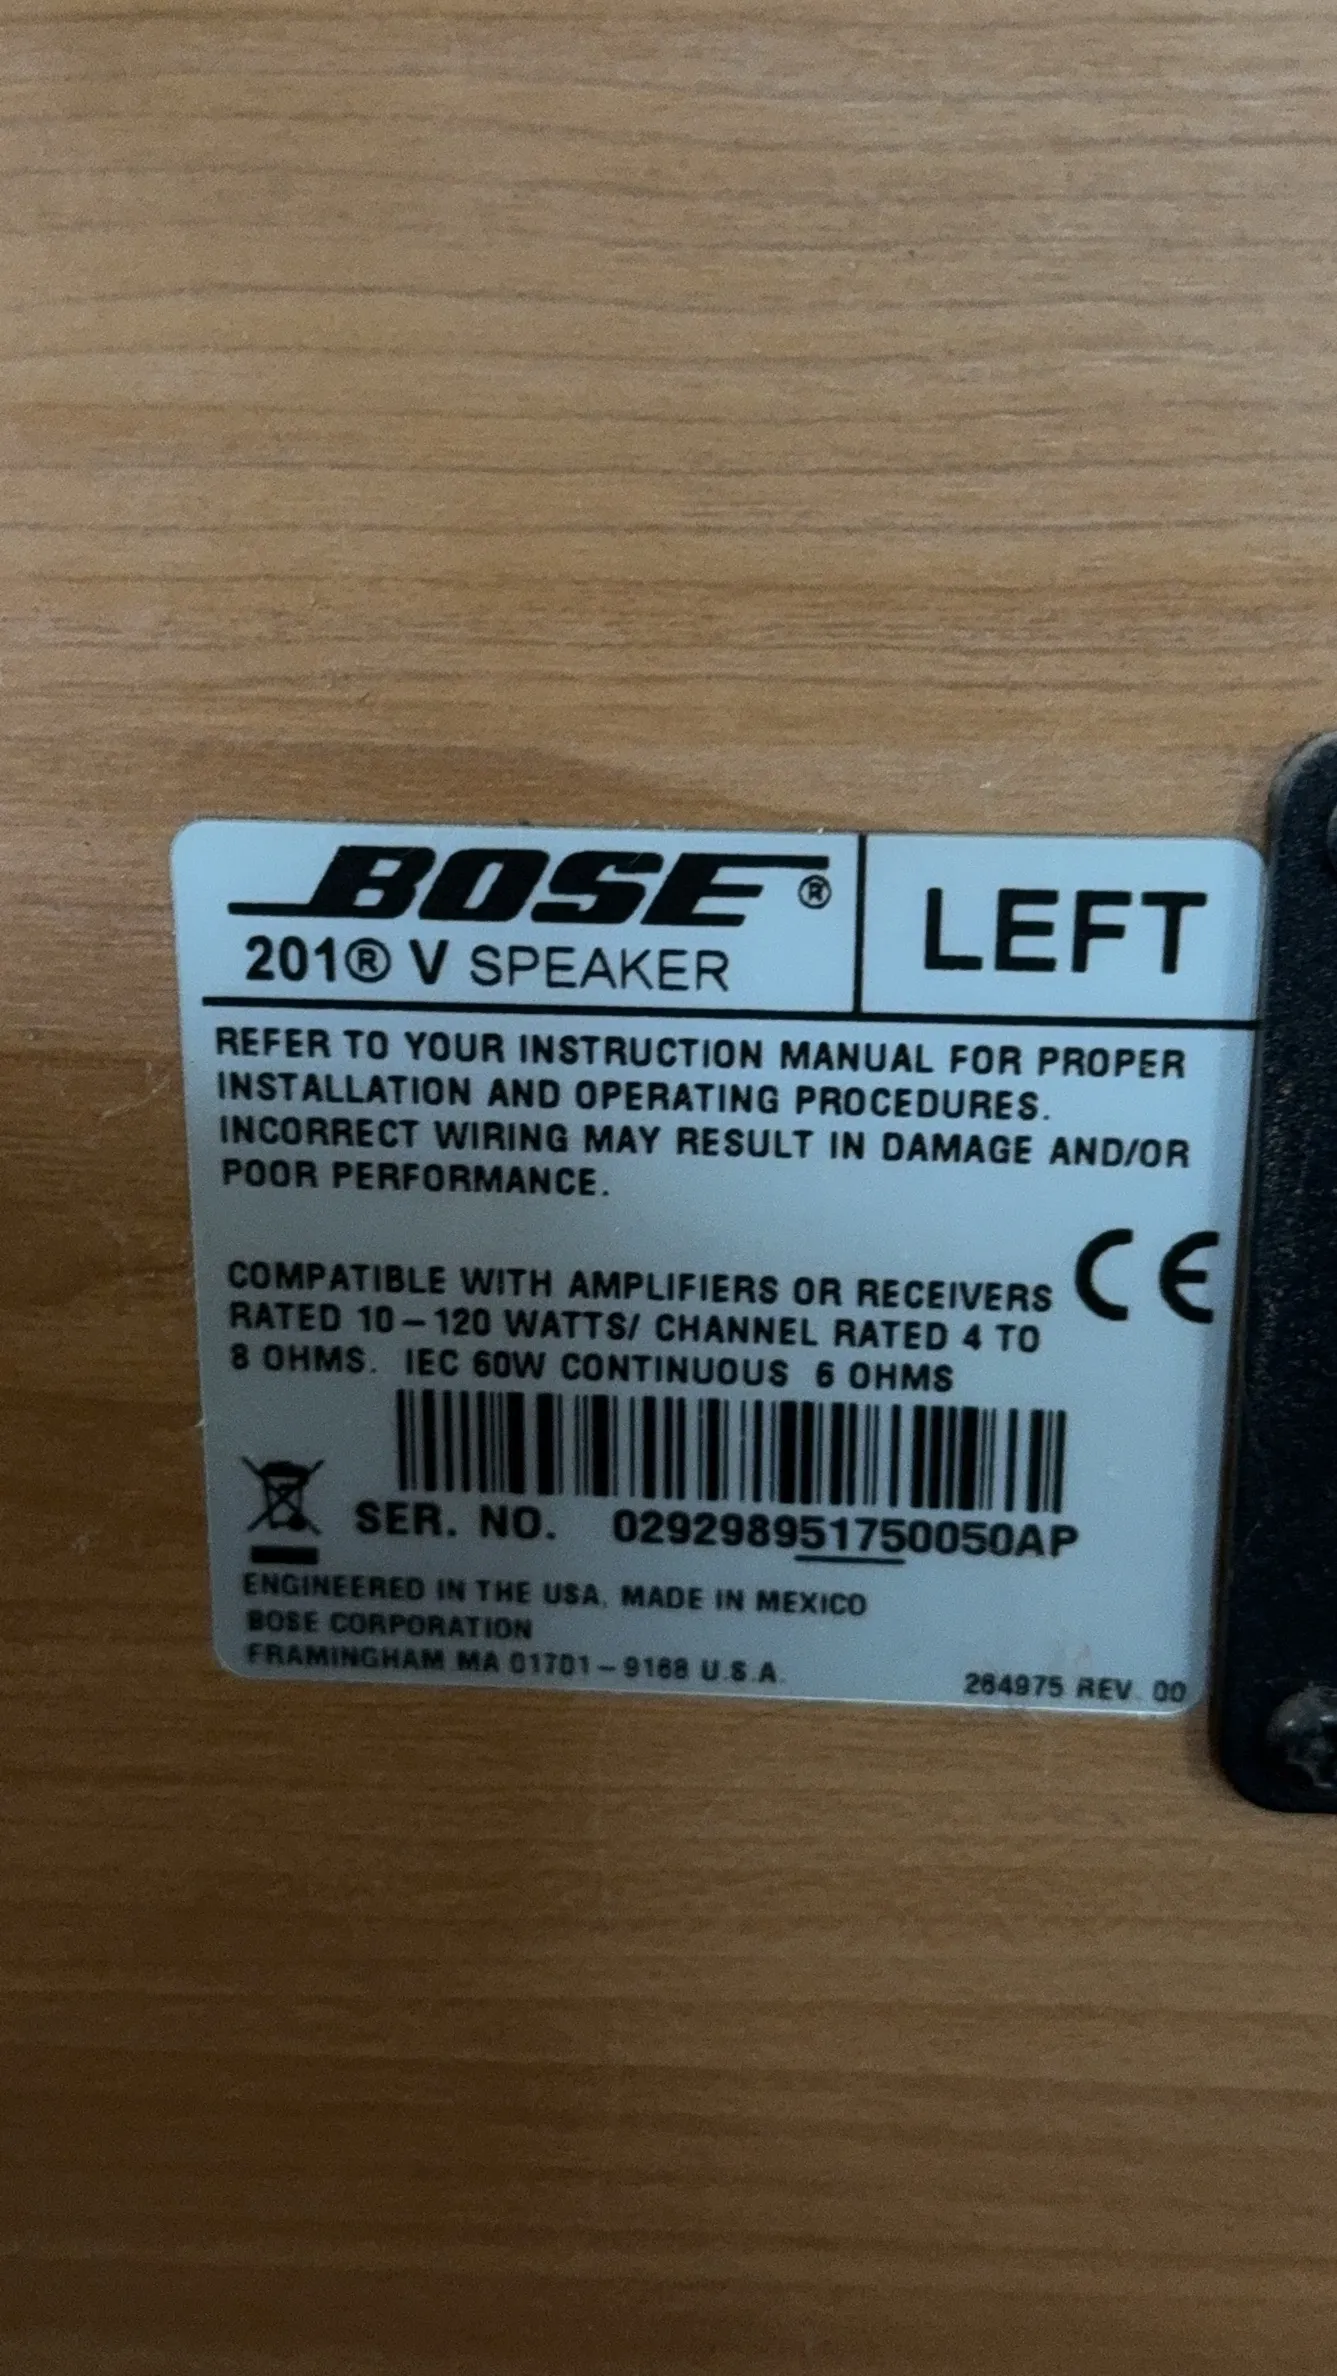 BOSE®
201® V SPEAKER
LEFT
REFER TO YOUR INSTRUCTION MANUAL FOR PROPER
INSTALLATION AND OPERATING PROCEDURES.
INCORRECT WIRING MAY RESULT IN DAMAGE AND/OR
POOR PERFORMANCE.
CE
COMPATIBLE WITH AMPLIFIERS OR RECEIVERS
RATED 10-120 WATTS/ CHANNEL RATED 4 TO
8 OHMS. IEC 60W CONTINUOUS 6 OHMS
SER. NO. 029298951750050AP
ENGINEERED IN THE USA, MADE IN MEXICO
BOSE CORPORATION
FRAMINGHAM MA 01701-9168 U.S.A.
264975 REV. 00